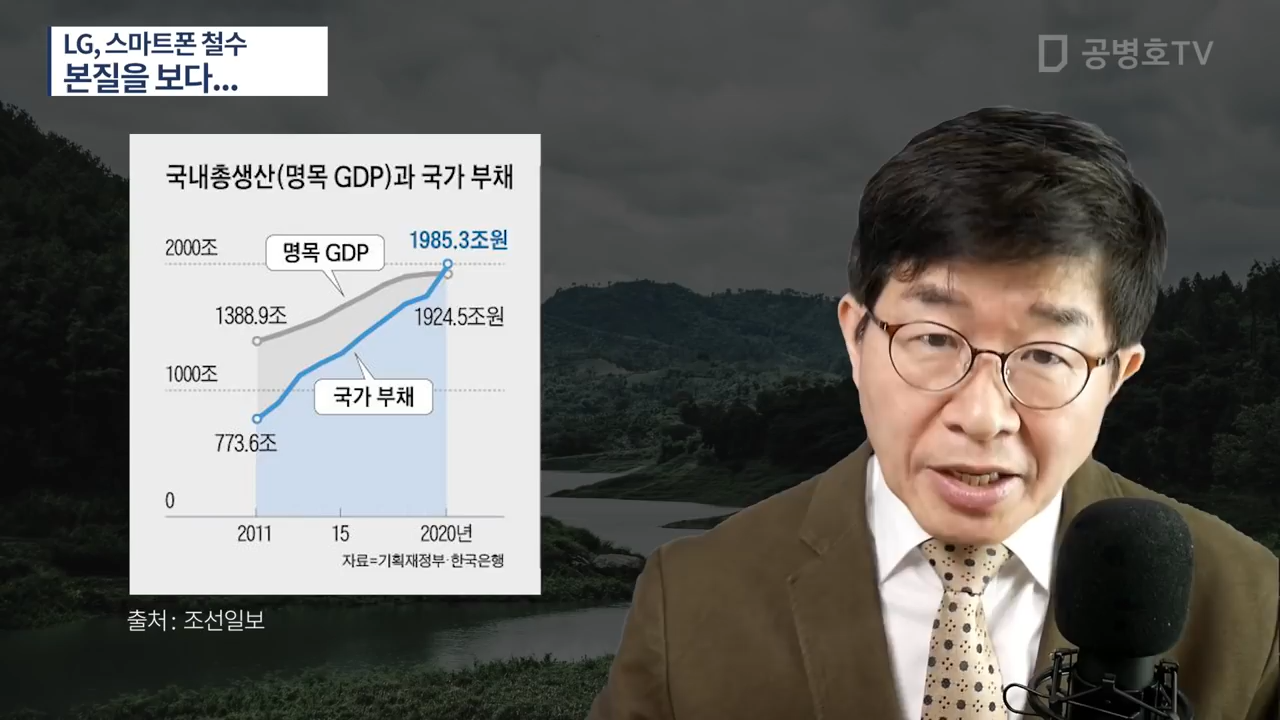 LG, 스마트폰 철수
본질을 보다...
공병호TV
국내총생산(명목 GDP)과 국가 부채
1985.3조원
2000조
명목 GDP
1388.9조
1924.5조원
1000조
국가 부채
773.6조
0
2011 15 2020년
자료=기획재정부·한국은행
출처 : 조선일보